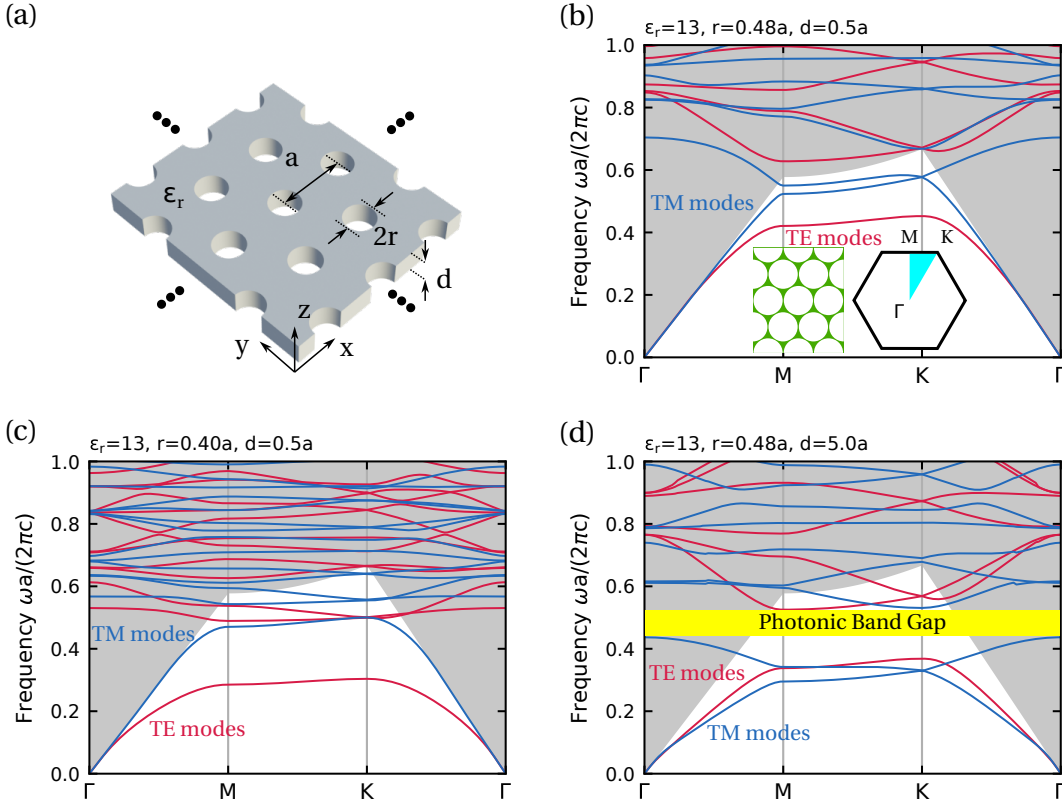 (a)
a
εr
2r
d
z
y
x
(b)
εr=13, r=0.48a, d=0.5a
Frequency ωa/(2πc)
1.0
0.8
0.6
0.4
0.2
0.0
TM modes
TE modes
M
K
Γ
Γ
M
K
Γ
(c)
εr=13, r=0.40a, d=0.5a
Frequency ωa/(2πc)
1.0
0.8
0.6
0.4
0.2
0.0
TM modes
TE modes
Γ
M
K
Γ
(d)
εr=13, r=0.48a, d=5.0a
Frequency ωa/(2πc)
1.0
0.8
0.6
0.4
0.2
0.0
Photonic Band Gap
TE modes
TM modes
Γ
M
K
Γ